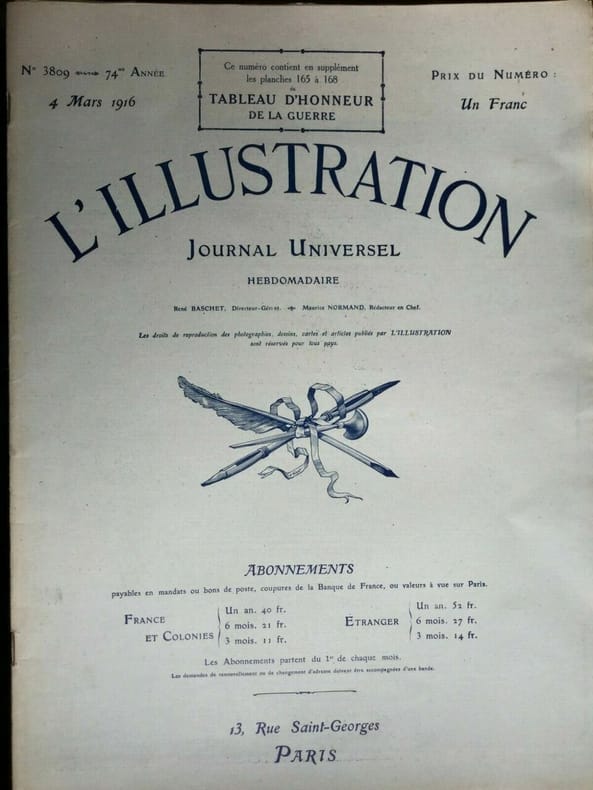 N° 3809 74me ANNÉE
4 Mars 1916
Ce numéro contient en supplément
les planches 165 à 168
du
TABLEAU D'HONNEUR
DE LA GUERRE
PRIX DU NUMÉRO :
Un Franc
L'ILLUSTRATION
JOURNAL UNIVERSEL
HEBDOMADAIRE
René BASCHET, Directeur-Gérant. Maurice NORMAND, Rédacteur en Chef.
Les droits de reproduction des photographies, dessins, cartes et articles publiés par L'ILLUSTRATION
sont réservés pour tous pays.
ABONNEMENTS
payables en mandats ou bons de poste, coupures de la Banque de France, ou valeurs à vue sur Paris.
FRANCE
ET COLONIES
Un an. 40 fr.
6 mois. 21 fr.
3 mois. 11 fr.
ÉTRANGER
Un an. 52 fr.
6 mois. 27 fr.
3 mois. 14 fr.
Les Abonnements partent du 1er de chaque mois.
Les demandes de renouvellement ou de changement d'adresse doivent être accompagnées d'une bande.
13, Rue Saint-Georges
PARIS